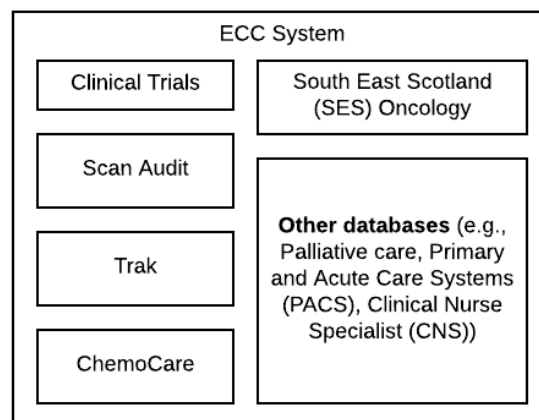 ECC System
Clinical Trials
Scan Audit
Trak
ChemoCare
South East Scotland
(SES) Oncology
Other databases (e.g.,
Palliative care, Primary
and Acute Care Systems
(PACS), Clinical Nurse
Specialist (CNS))